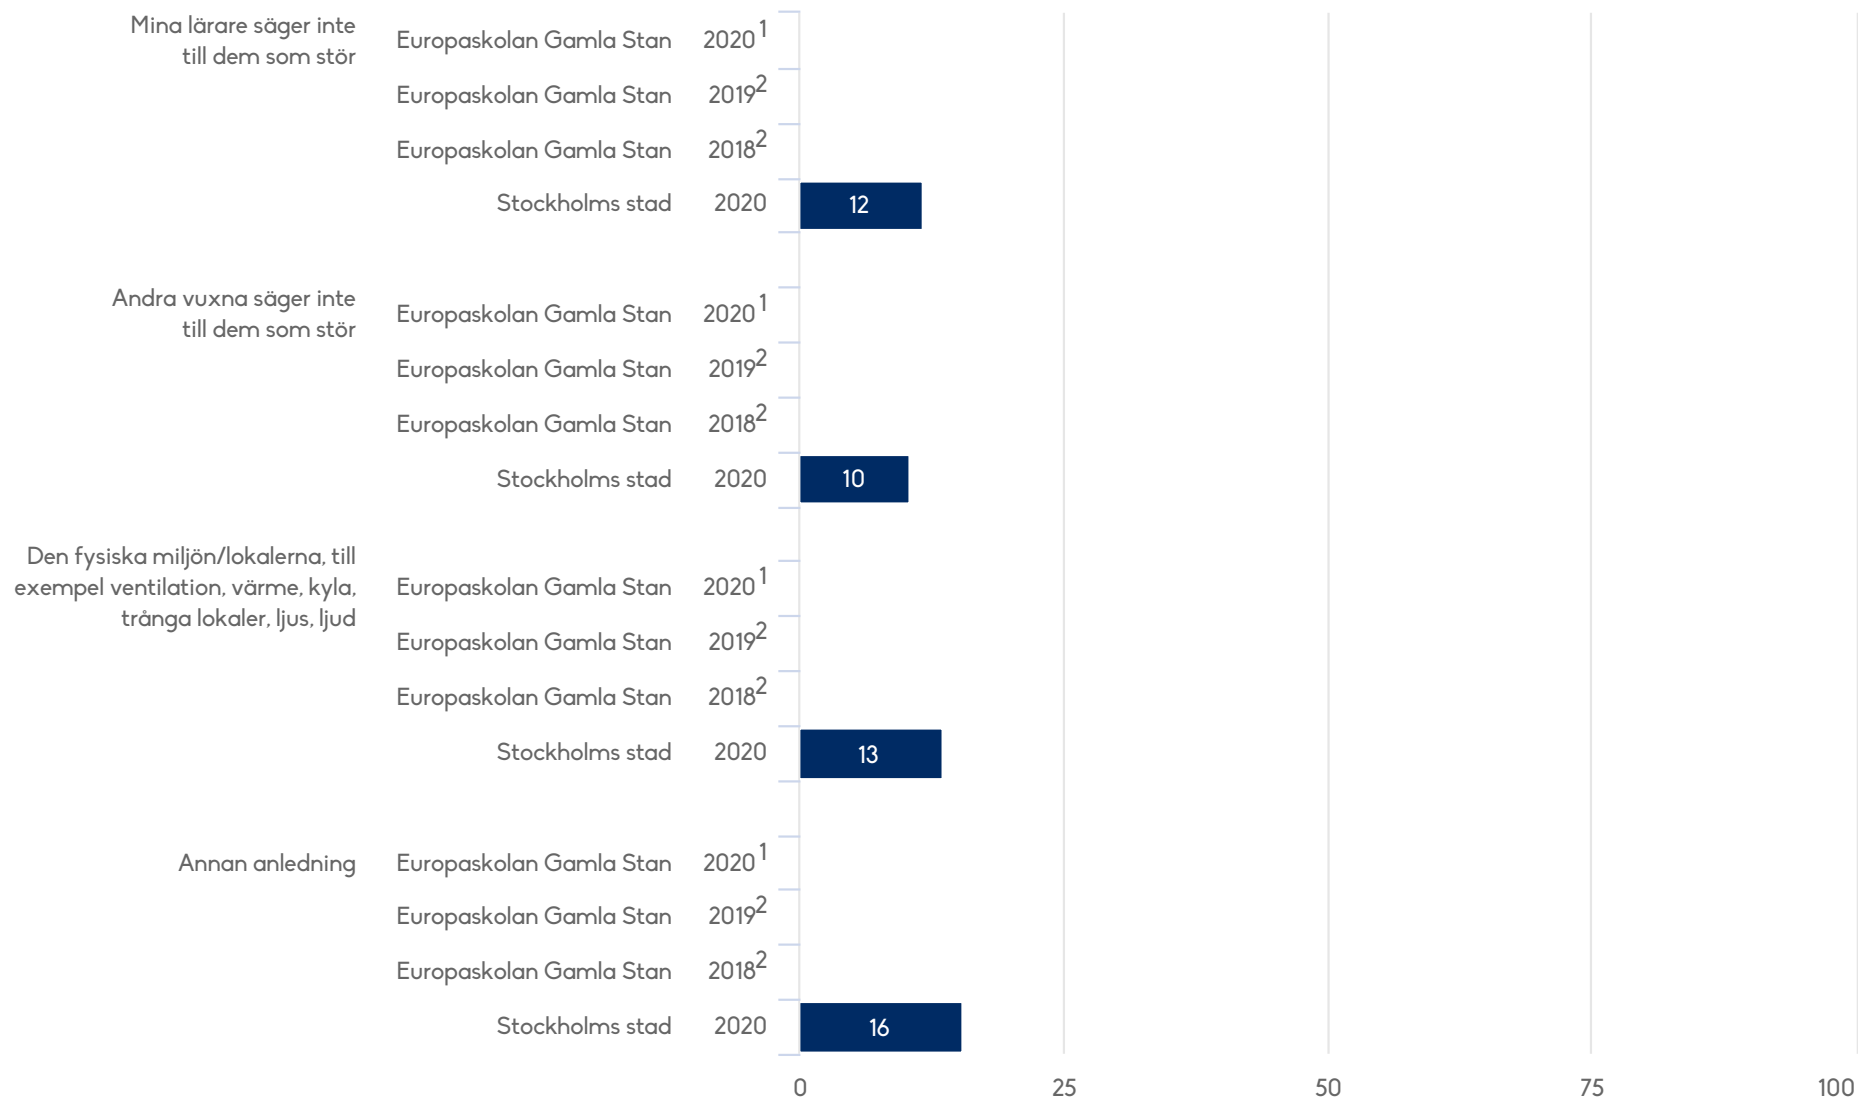 Mina lärare säger inte
till dem som stör
Europaskolan Gamla Stan 2020¹
Europaskolan Gamla Stan 2019²
Europaskolan Gamla Stan 2018²
Stockholms stad 2020 12
Andra vuxna säger inte
till dem som stör
Europaskolan Gamla Stan 2020¹
Europaskolan Gamla Stan 2019²
Europaskolan Gamla Stan 2018²
Stockholms stad 2020 10
Den fysiska miljön/lokalerna, till
exempel ventilation, värme, kyla,
trånga lokaler, ljus, ljud
Europaskolan Gamla Stan 2020¹
Europaskolan Gamla Stan 2019²
Europaskolan Gamla Stan 2018²
Stockholms stad 2020 13
Annan anledning Europaskolan Gamla Stan 2020¹
Europaskolan Gamla Stan 2019²
Europaskolan Gamla Stan 2018²
Stockholms stad 2020 16
0 25 50 75 100